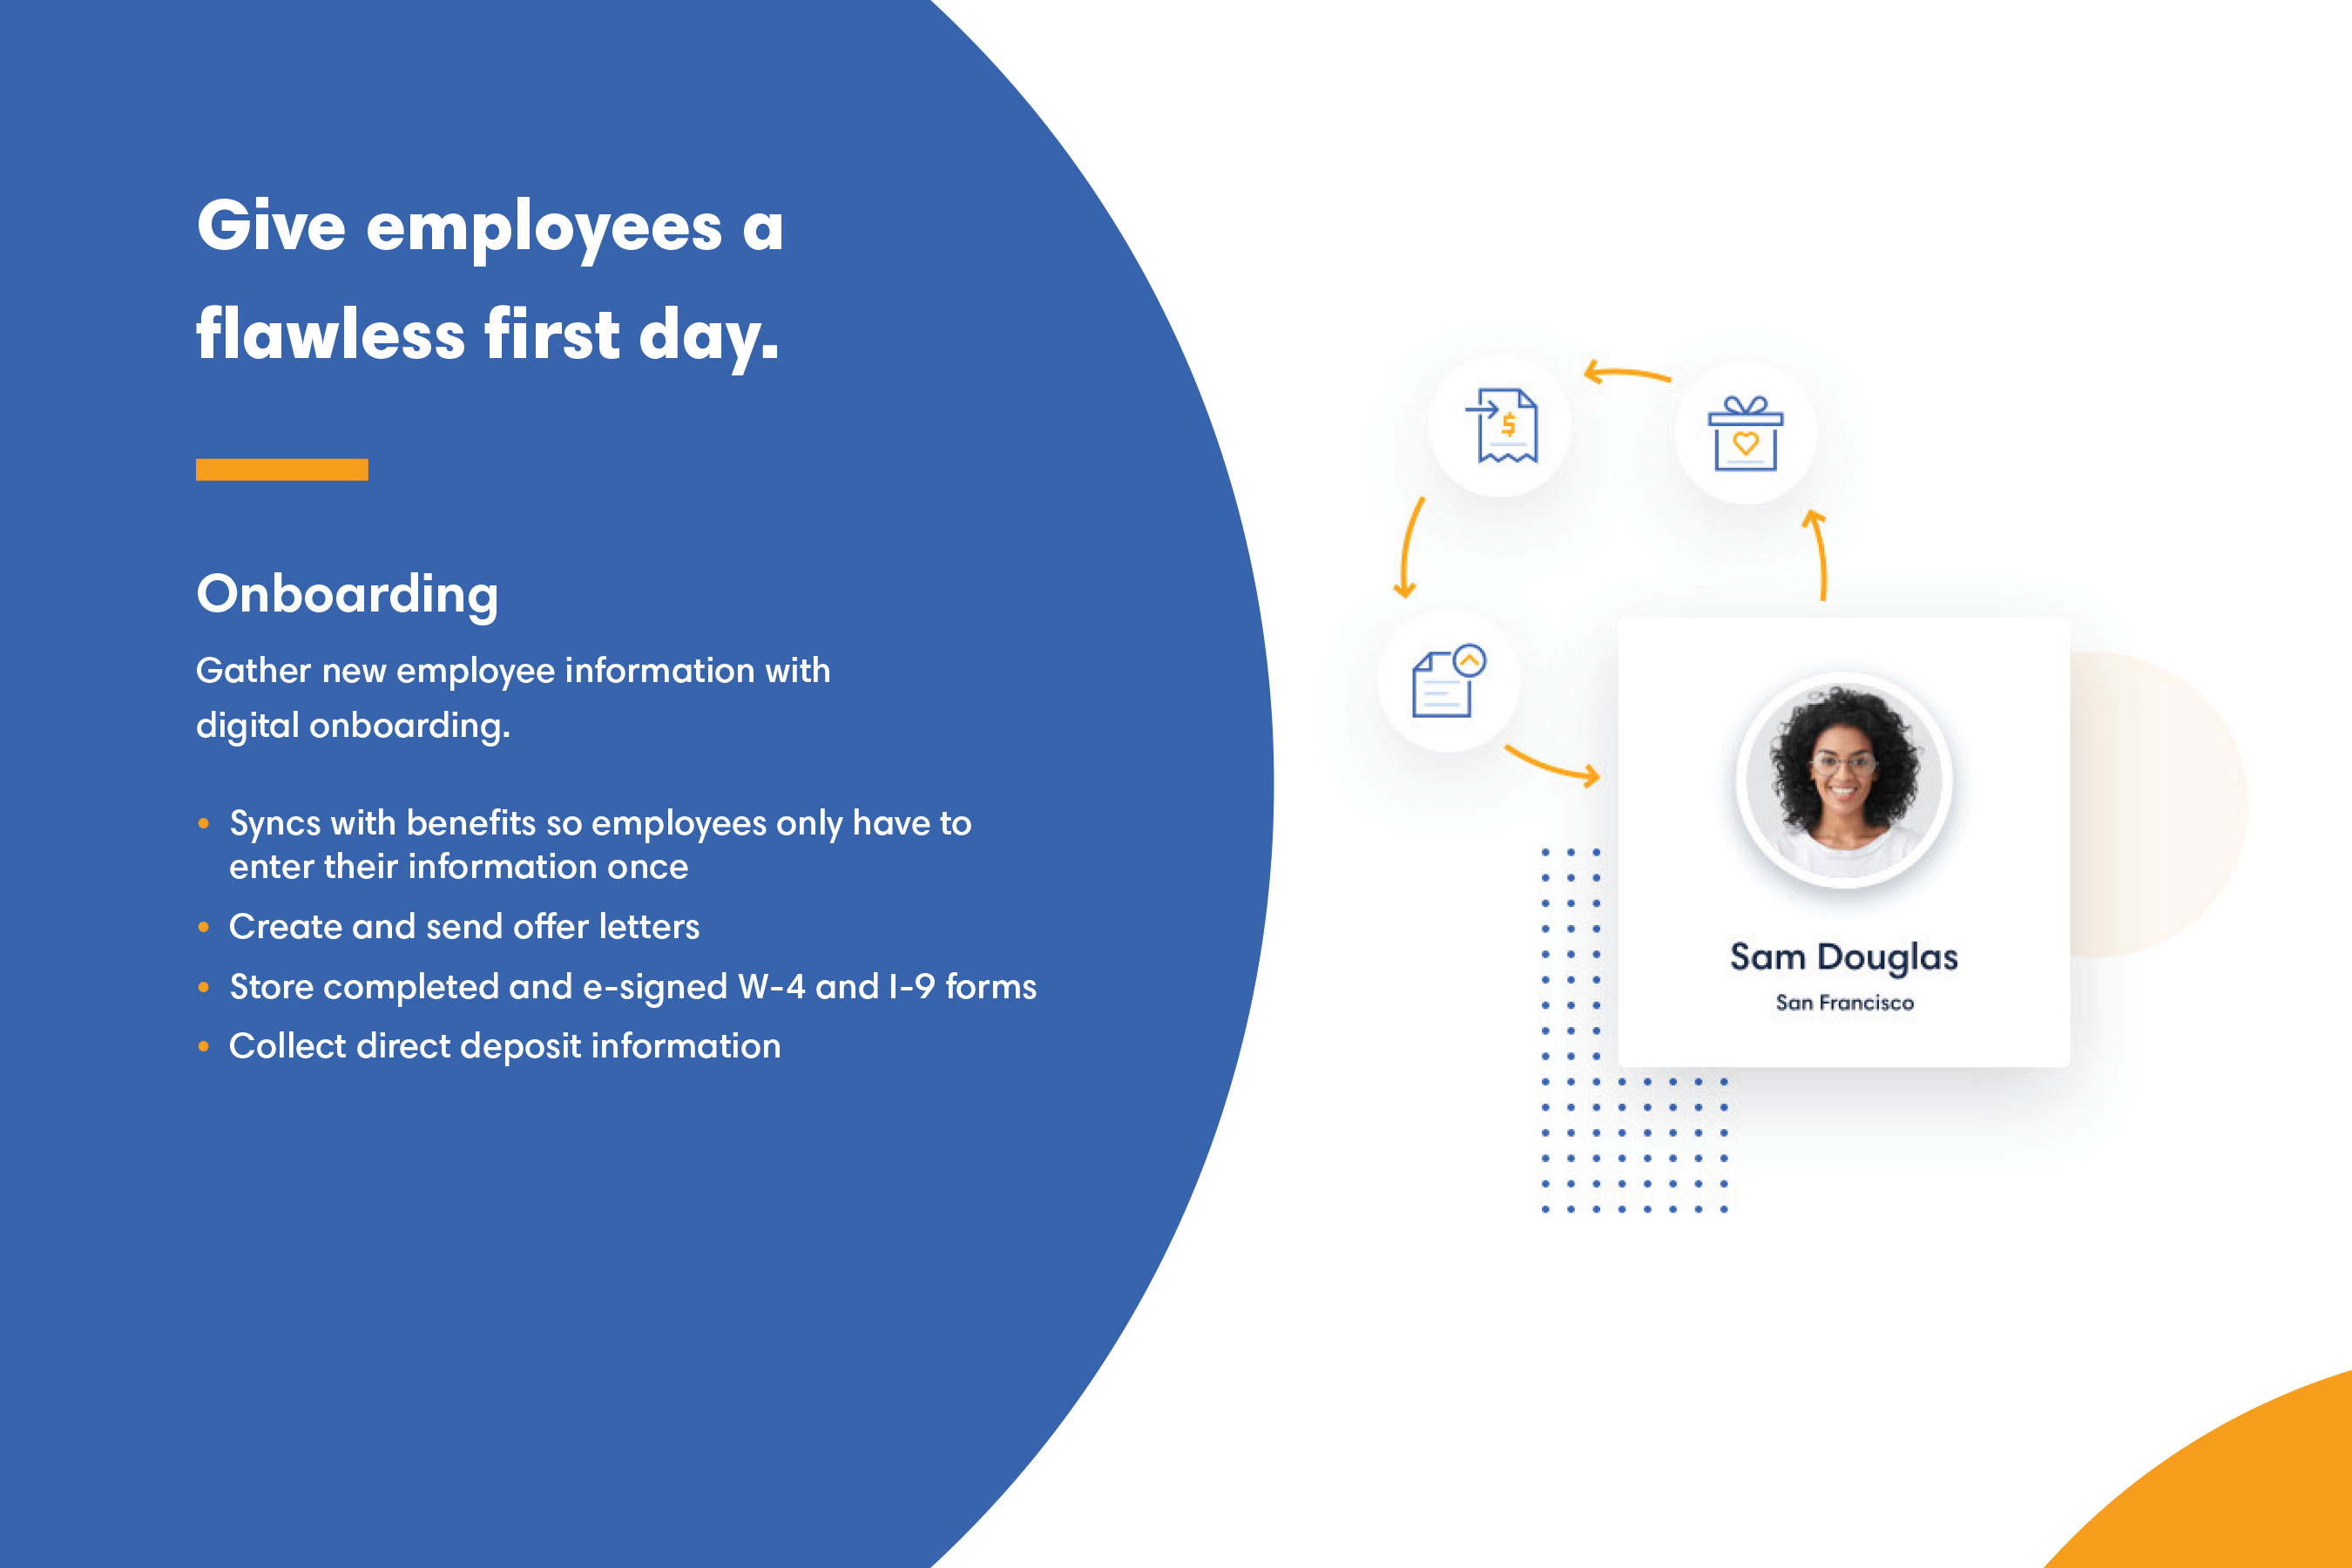 Give employees a
flawless first day.
Onboarding
Gather new employee information with
digital onboarding.
• Syncs with benefits so employees only have to
enter their information once
• Create and send offer letters
• Store completed and e-signed W-4 and I-9 forms
• Collect direct deposit information
$
Sam Douglas
San Francisco